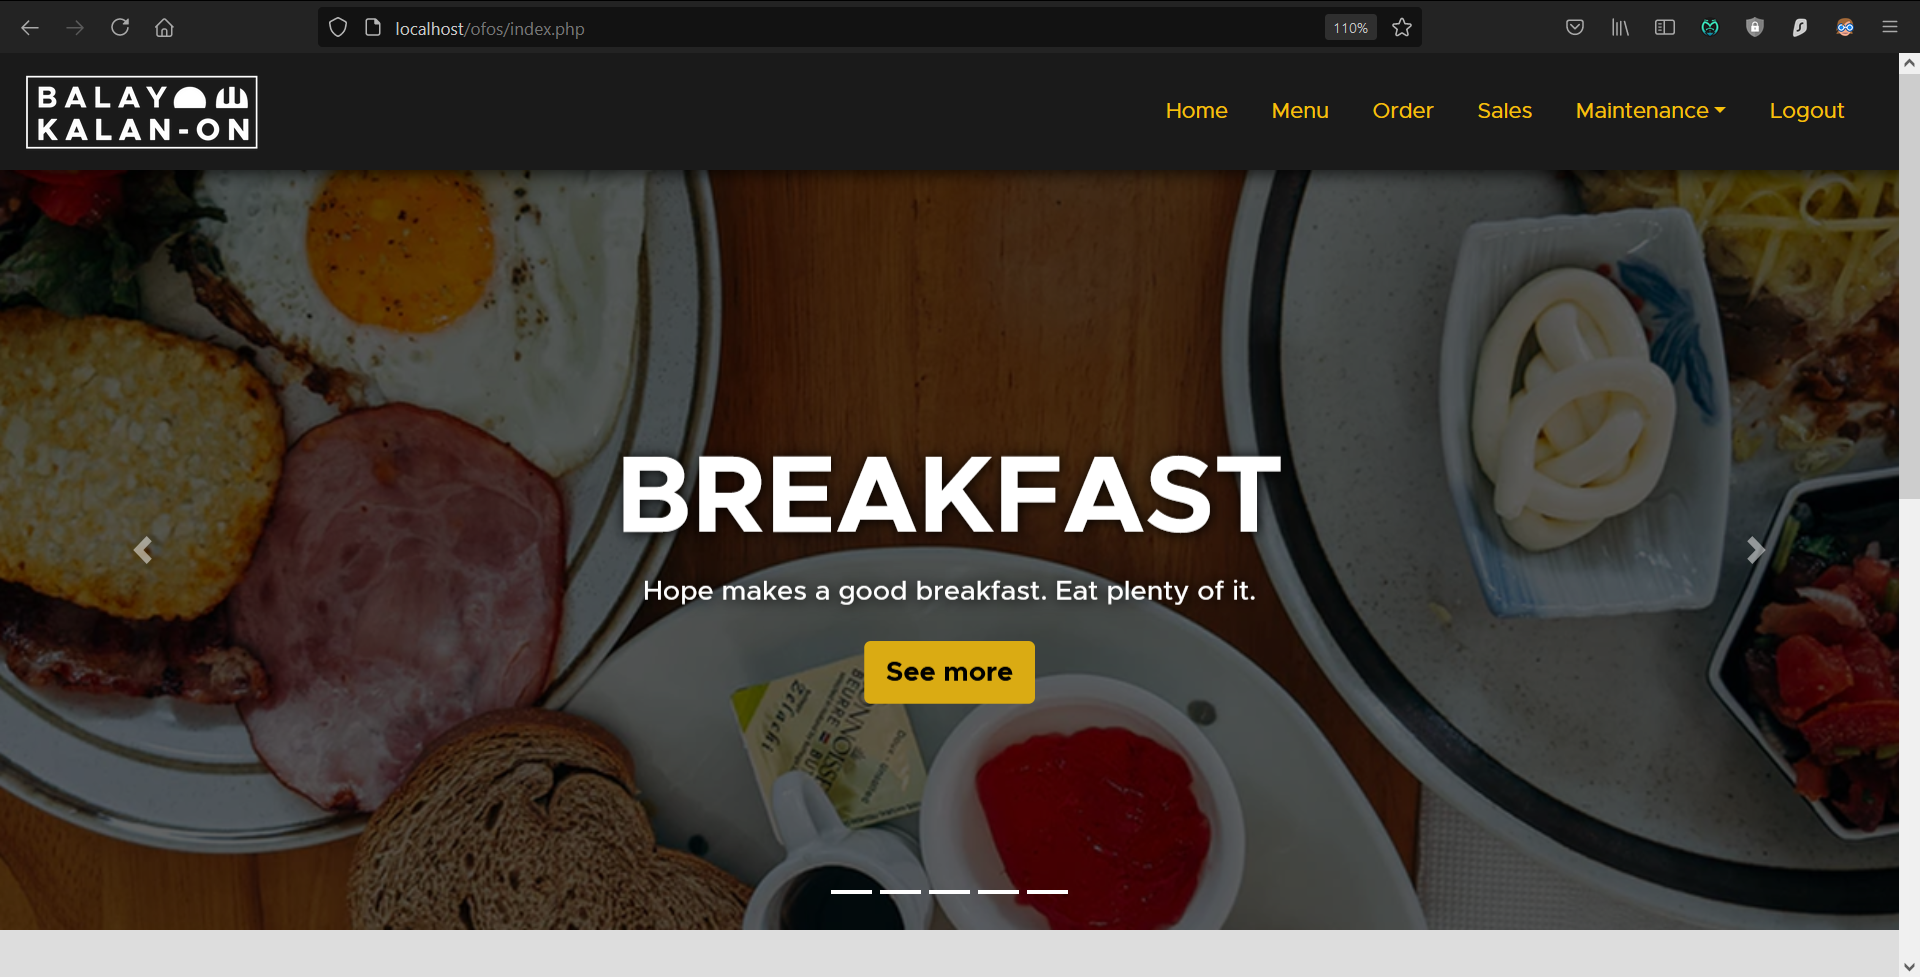 localhost/ofos/index.php
110%
BALAY
KALAN-ON
Home Menu Order Sales Maintenance Logout
BREAKFAST
Hope makes a good breakfast. Eat plenty of it.
See more